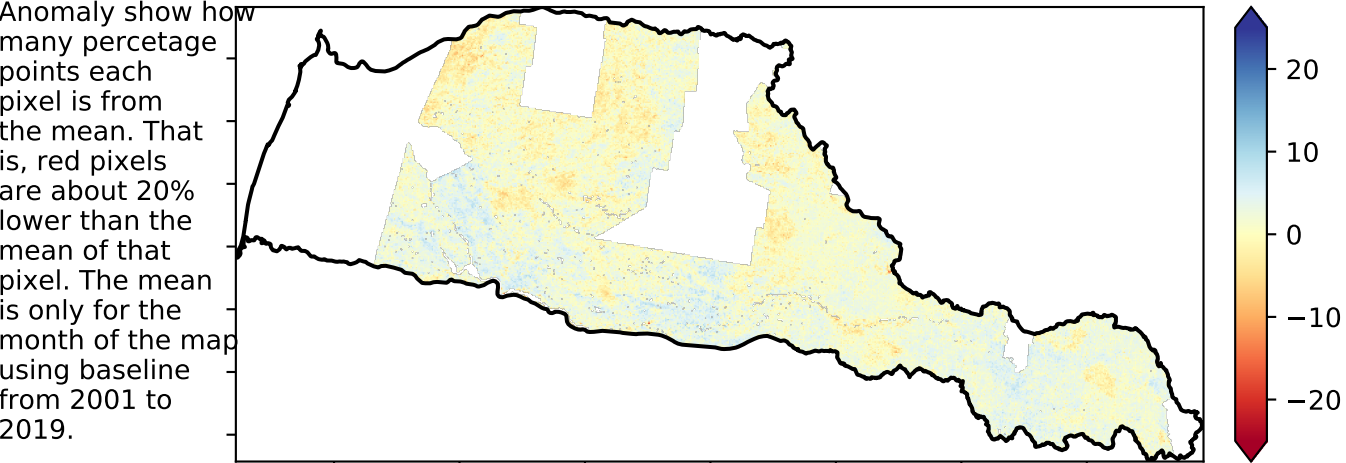 Anomaly show how
many percetage
points each
pixel is from
the mean. That
is, red pixels
are about 20%
lower than the
mean of that
pixel. The mean
is only for the
month of the map
using baseline
from 2001 to
2019.
20
10
0
−10
−20